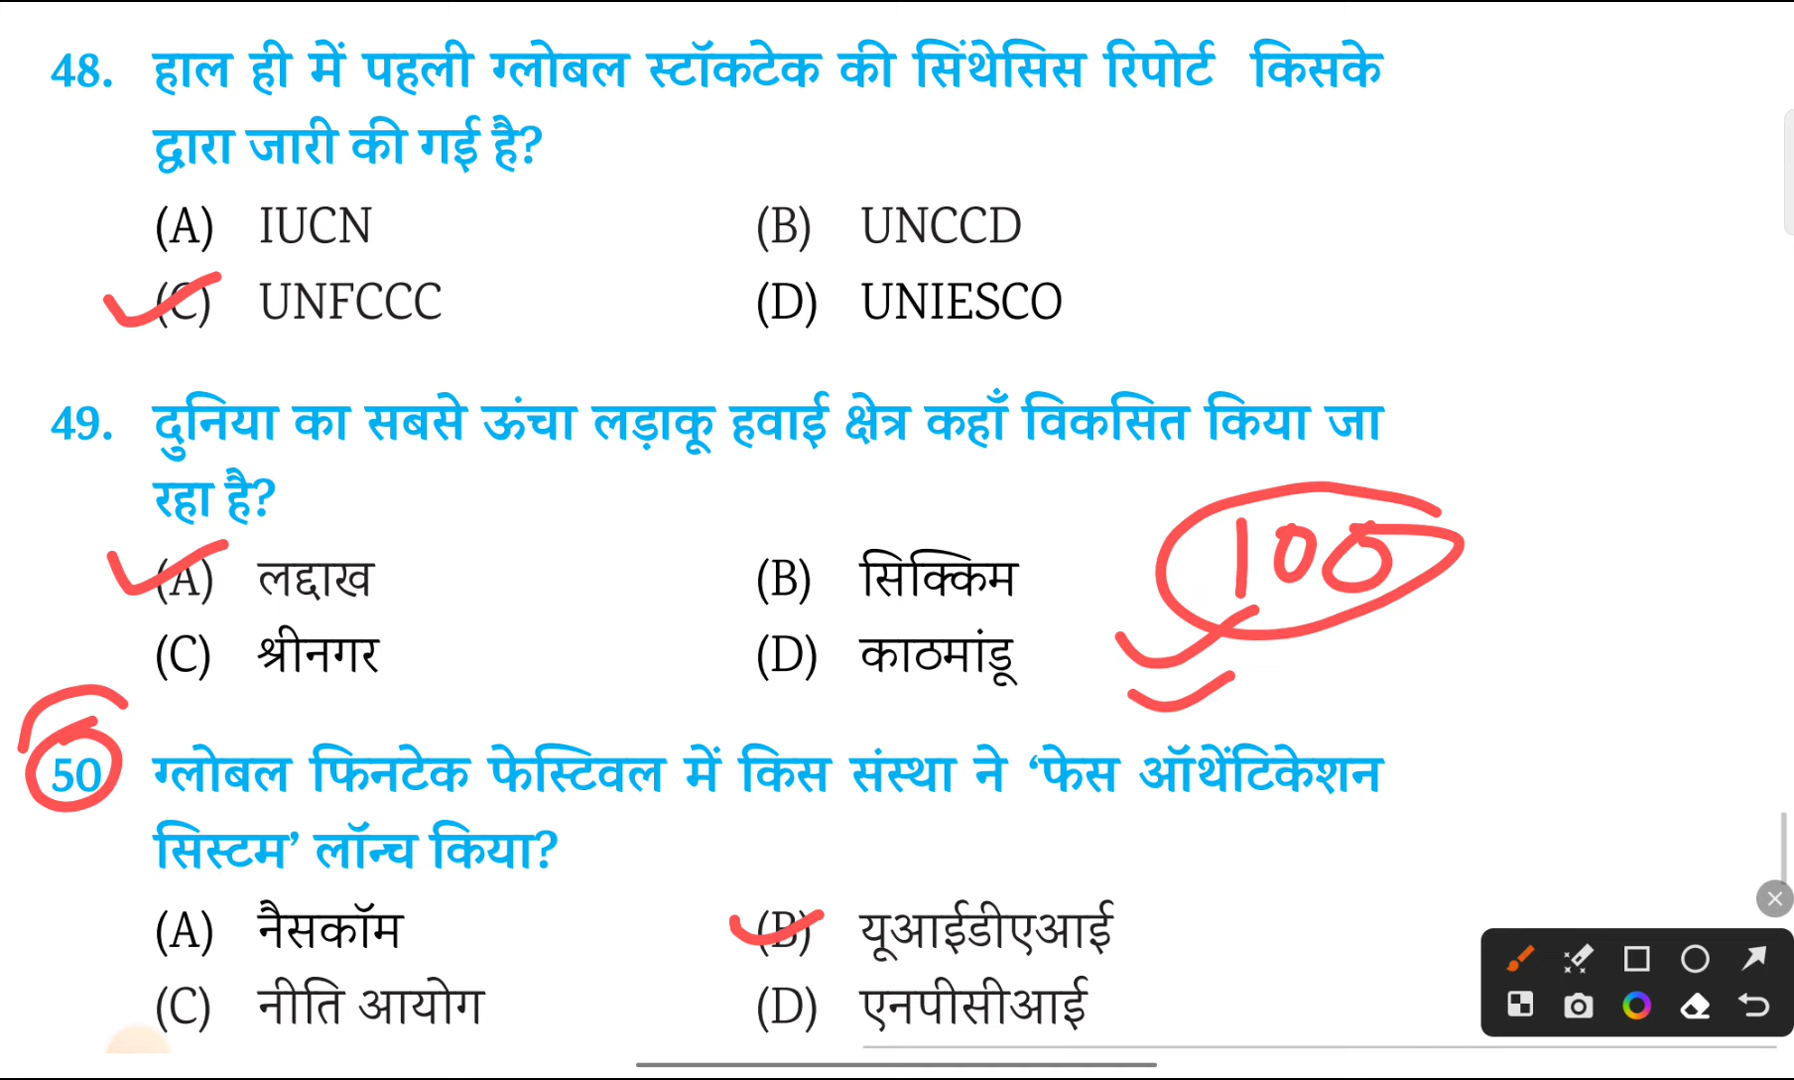 48. हाल ही में पहली ग्लोबल स्टॉकटेक की सिंथेसिस रिपोर्ट किसके
द्वारा जारी की गई है?
(A) IUCN (B) UNCCD
(C) UNFCCC (D) UNIESCO
49. दुनिया का सबसे ऊंचा लड़ाकू हवाई क्षेत्र कहाँ विकसित किया जा
रहा है?
100
(A) लद्दाख (B) सिक्किम
(C) श्रीनगर (D) काठमांडू
50 ग्लोबल फिनटेक फेस्टिवल में किस संस्था ने ‘फेस ऑथेंटिकेशन
सिस्टम’ लॉन्च किया?
(A) नैसकॉम (B) यूआईडीएआई
(C) नीति आयोग (D) एनपीसीआई